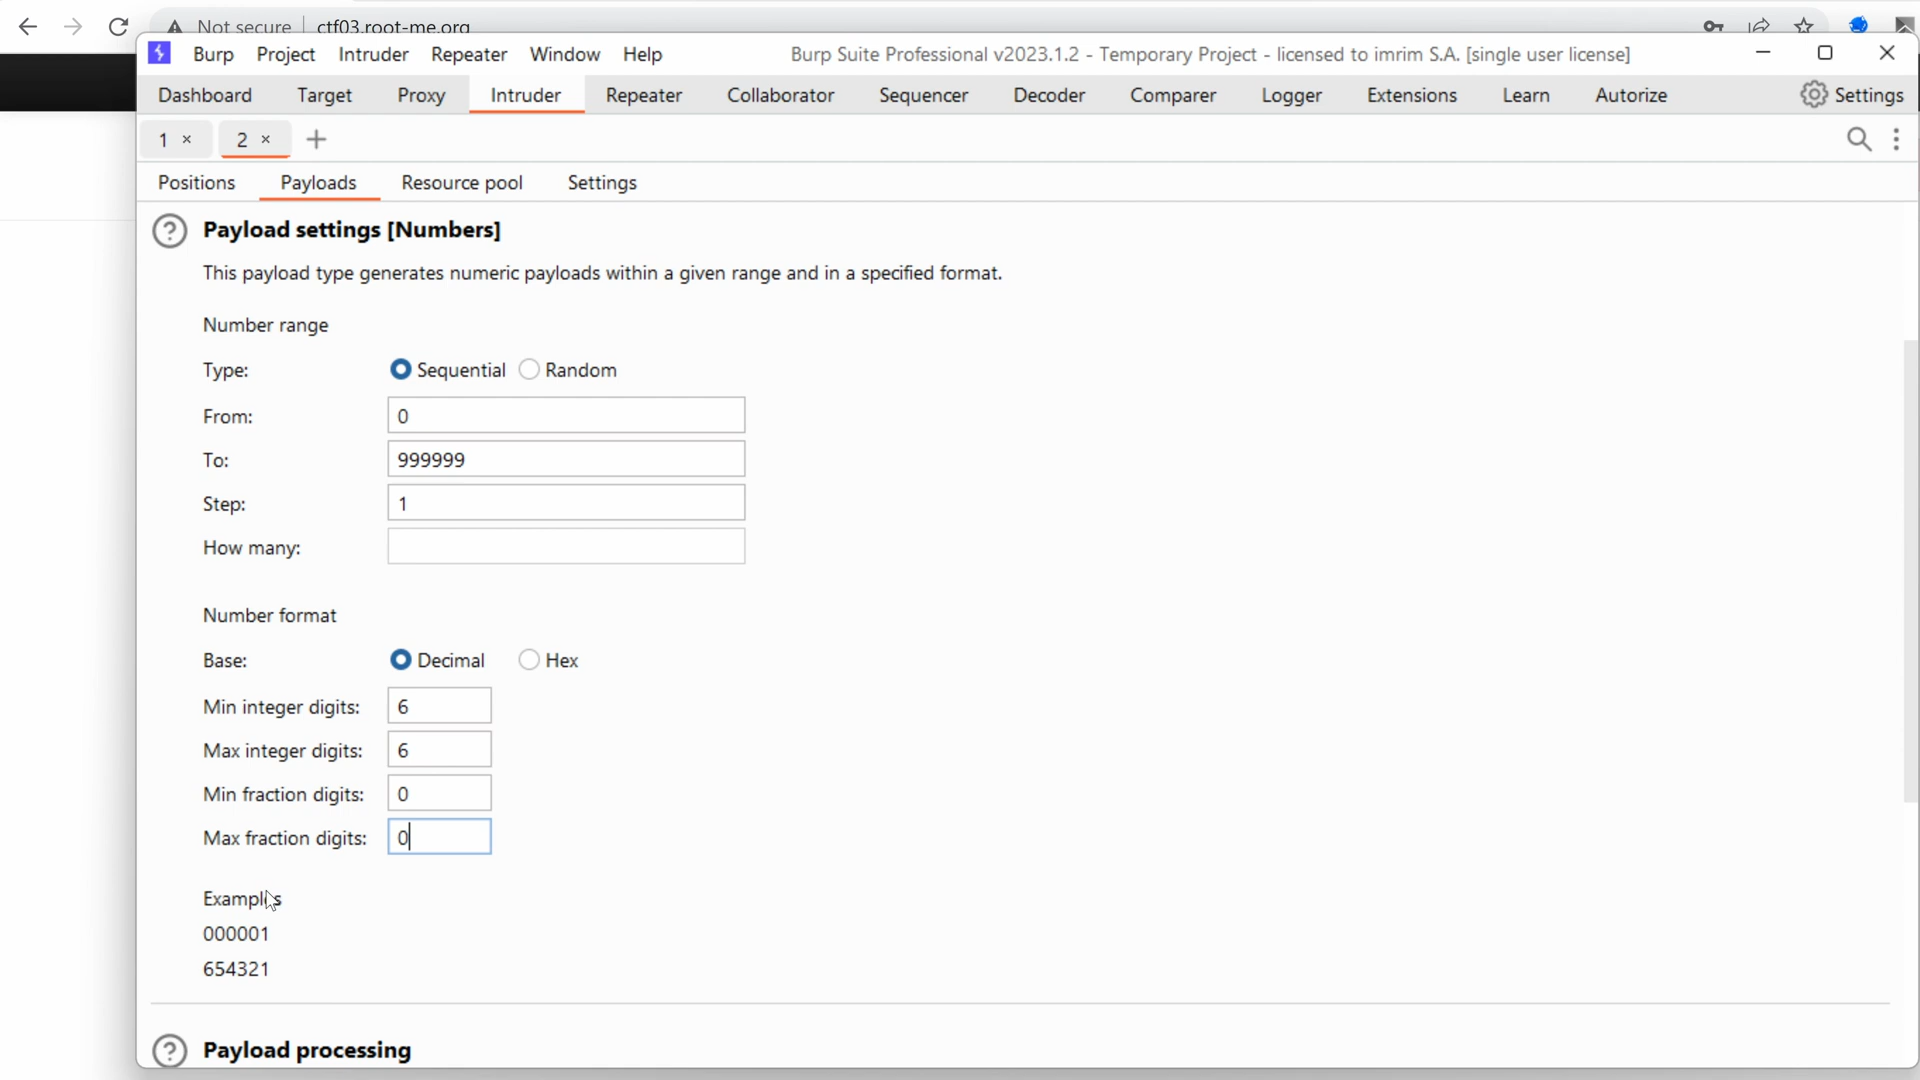 Not secure | ctf03.root-me.org
Burp Project Intruder Repeater Window Help Burp Suite Professional v2023.1.2 - Temporary Project - licensed to imrim S.A. [single user license]
Dashboard Target Proxy Intruder Repeater Collaborator Sequencer Decoder Comparer Logger Extensions Learn Autorize Settings
1 × 2 × +
Positions Payloads Resource pool Settings
? Payload settings [Numbers]
This payload type generates numeric payloads within a given range and in a specified format.
Number range
Type: Sequential Random
From: 0
To: 999999
Step: 1
How many:
Number format
Base: Decimal Hex
Min integer digits: 6
Max integer digits: 6
Min fraction digits: 0
Max fraction digits: 0
Examples
000001
654321
? Payload processing